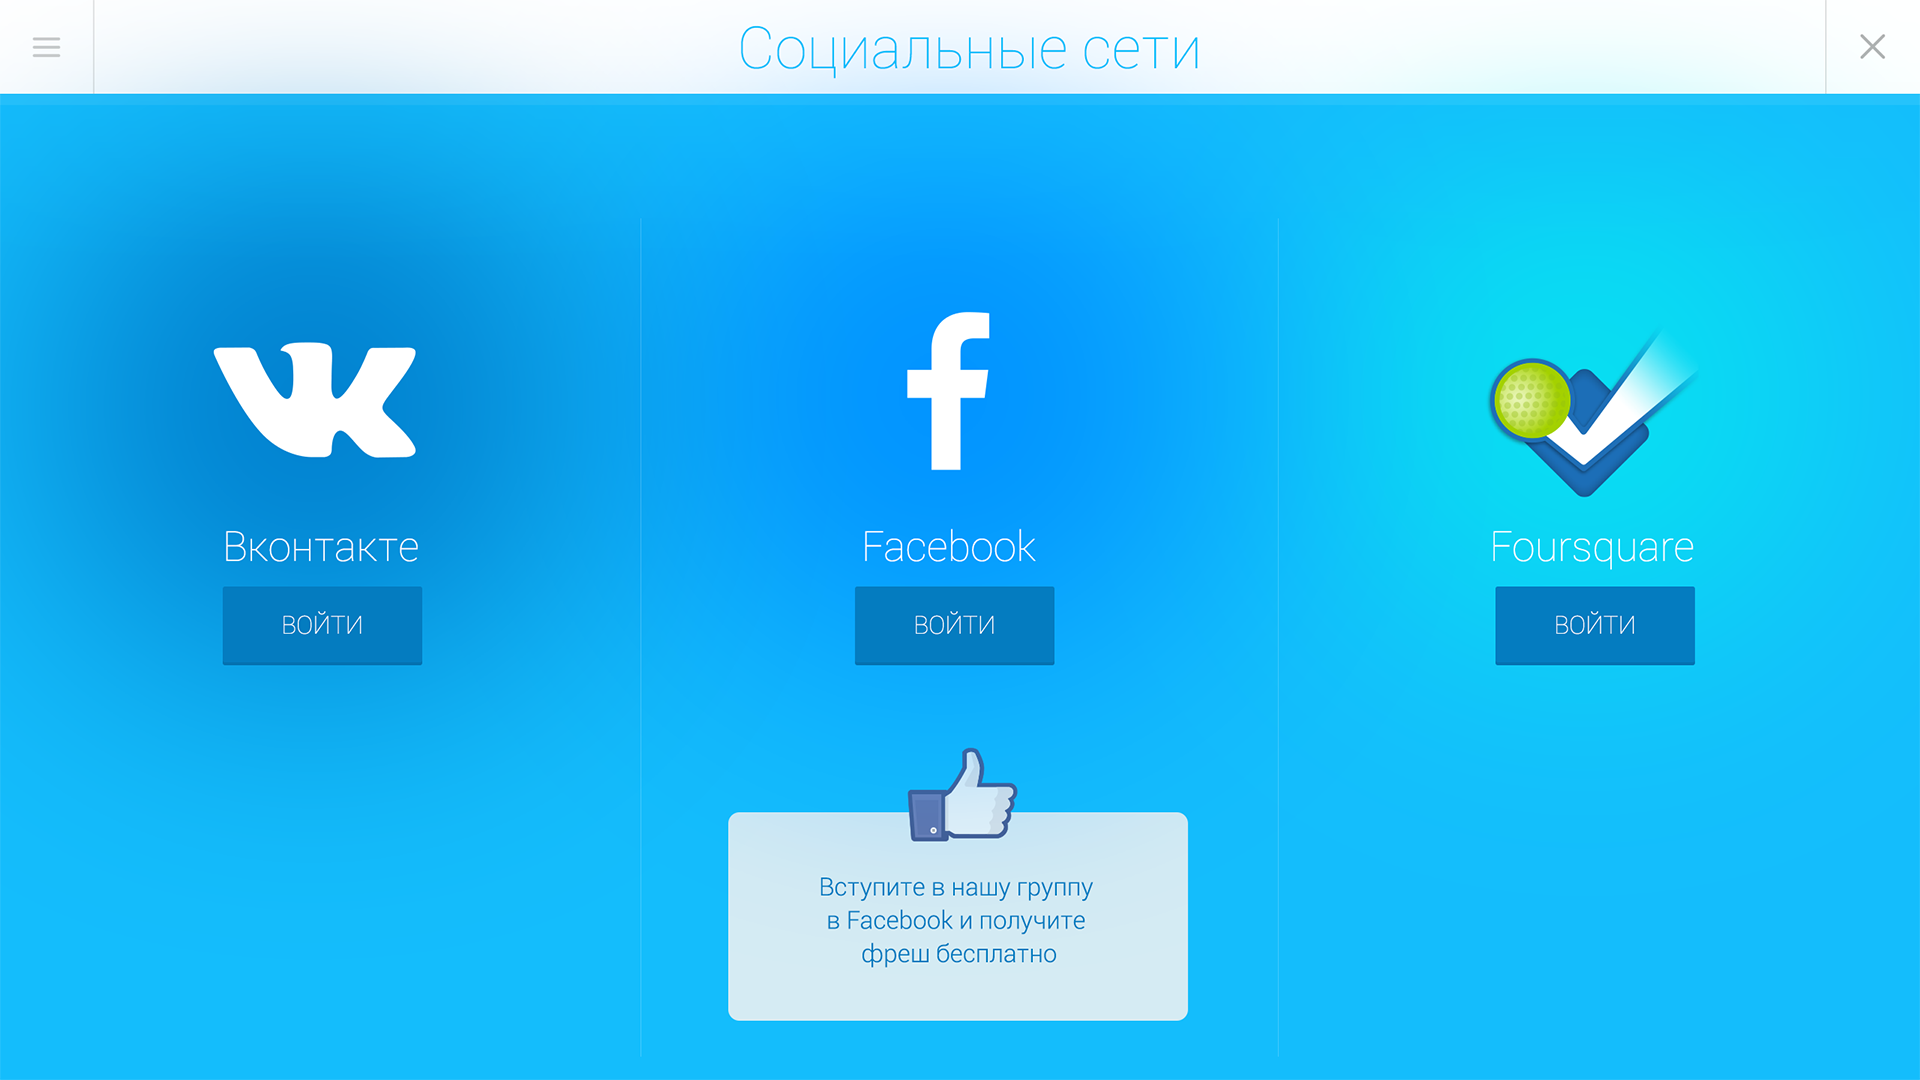 Социальные сети
Вконтакте
ВОЙТИ
Facebook
ВОЙТИ
Foursquare
ВОЙТИ
Вступите в нашу группу
в Facebook и получите
фреш бесплатно